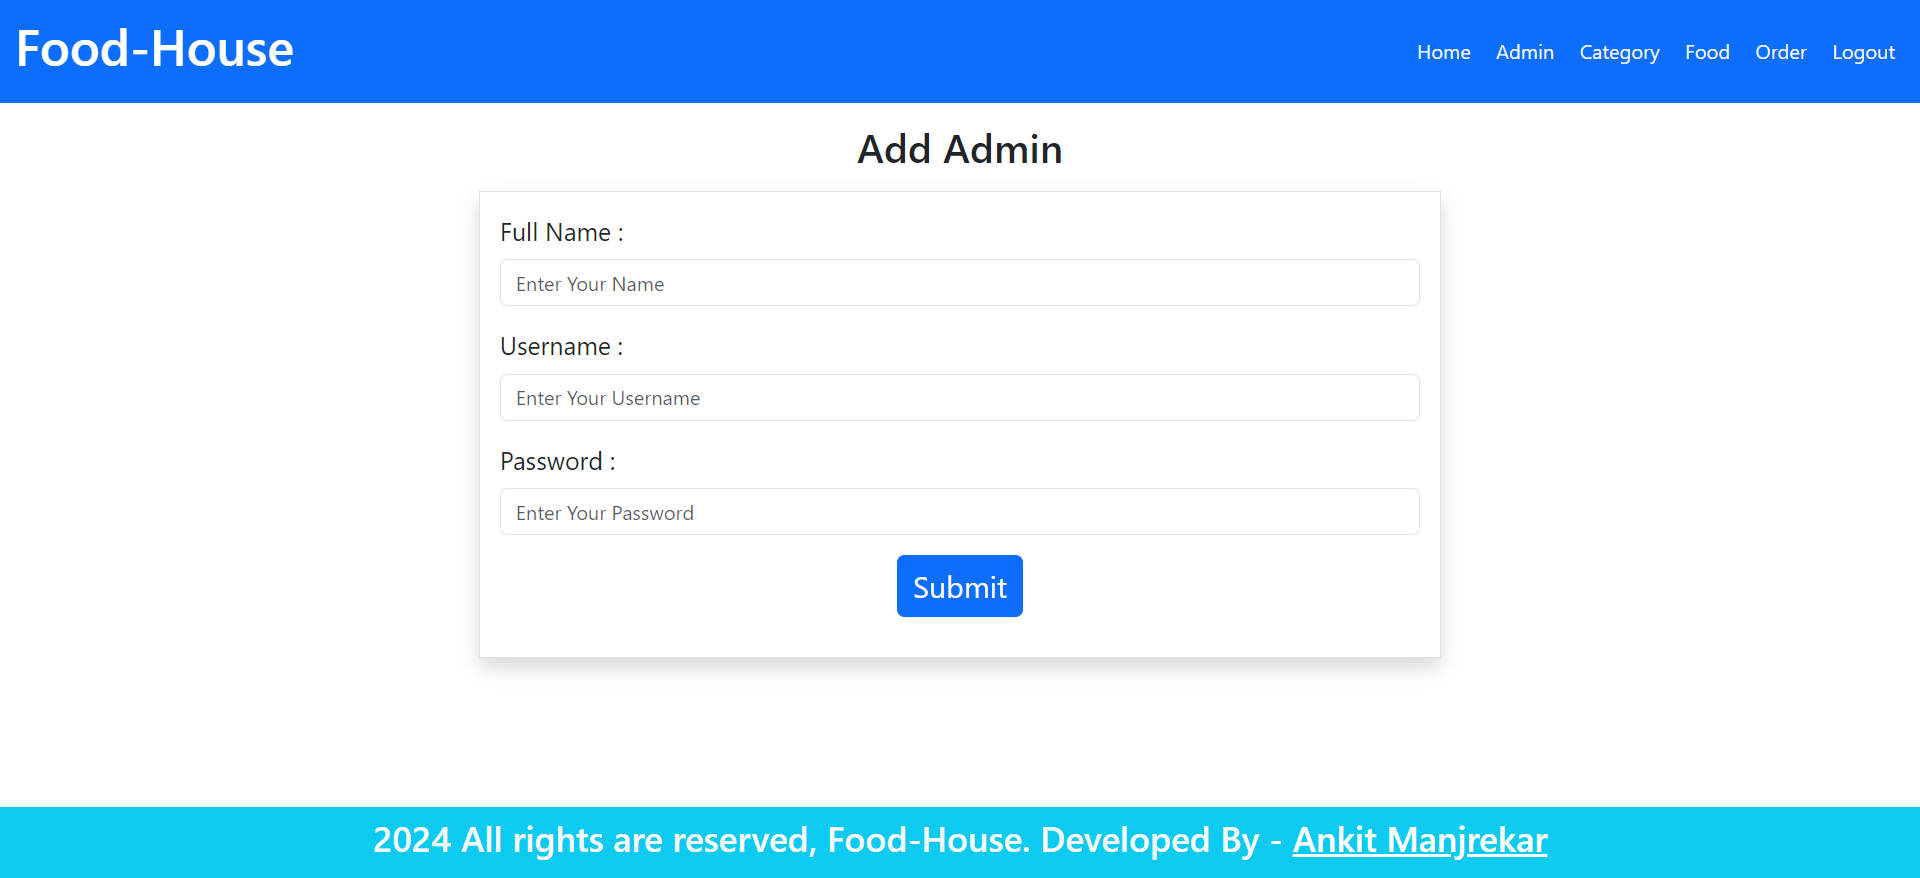 Food-House
Home Admin Category Food Order Logout
Add Admin
Full Name :
Enter Your Name
Username :
Enter Your Username
Password :
Enter Your Password
Submit
2024 All rights are reserved, Food-House. Developed By - Ankit Manjrekar